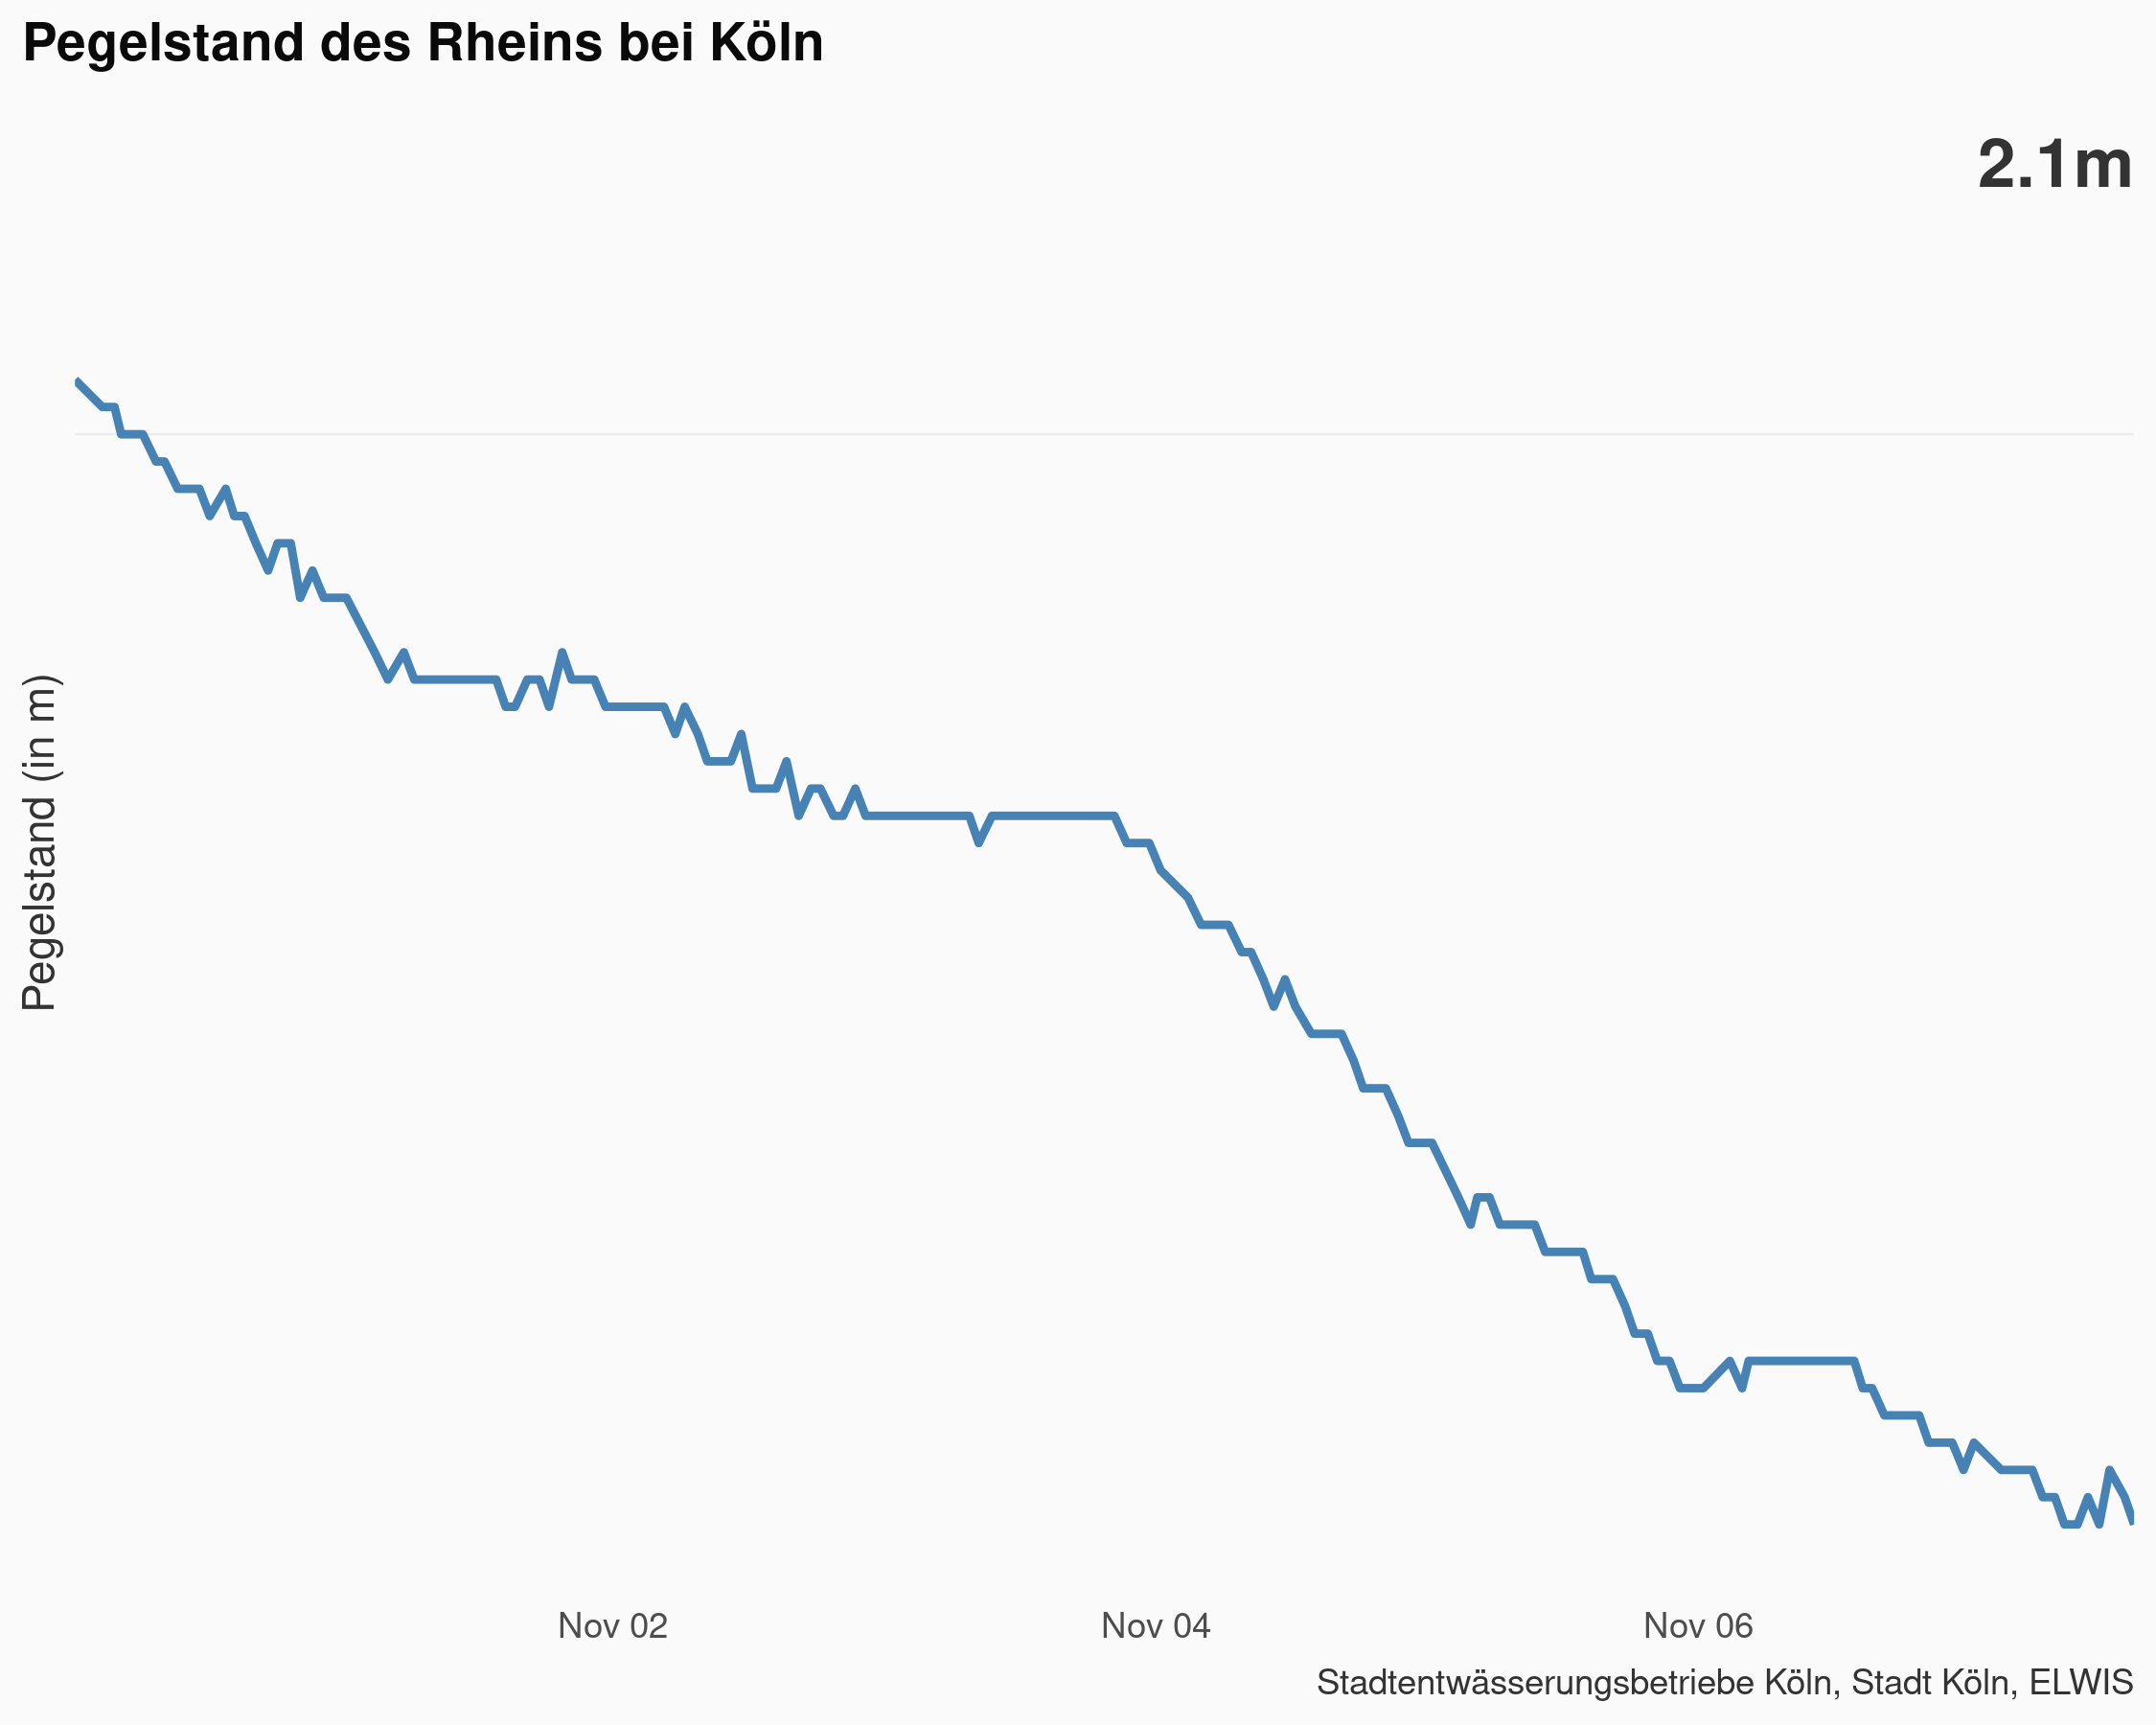 Pegelstand des Rheins bei Köln
2.1m
Pegelstand (in m)
Nov 02
Nov 04
Nov 06
Stadtentwässerungsbetriebe Köln, Stadt Köln, ELWIS